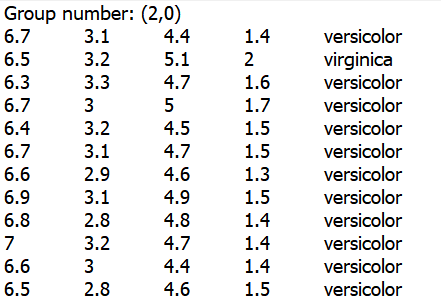 Group number: (2,0)
6.7 3.1 4.4 1.4 versicolor
6.5 3.2 5.1 2 virginica
6.3 3.3 4.7 1.6 versicolor
6.7 3 5 1.7 versicolor
6.4 3.2 4.5 1.5 versicolor
6.7 3.1 4.7 1.5 versicolor
6.6 2.9 4.6 1.3 versicolor
6.9 3.1 4.9 1.5 versicolor
6.8 2.8 4.8 1.4 versicolor
7 3.2 4.7 1.4 versicolor
6.6 3 4.4 1.4 versicolor
6.5 2.8 4.6 1.5 versicolor